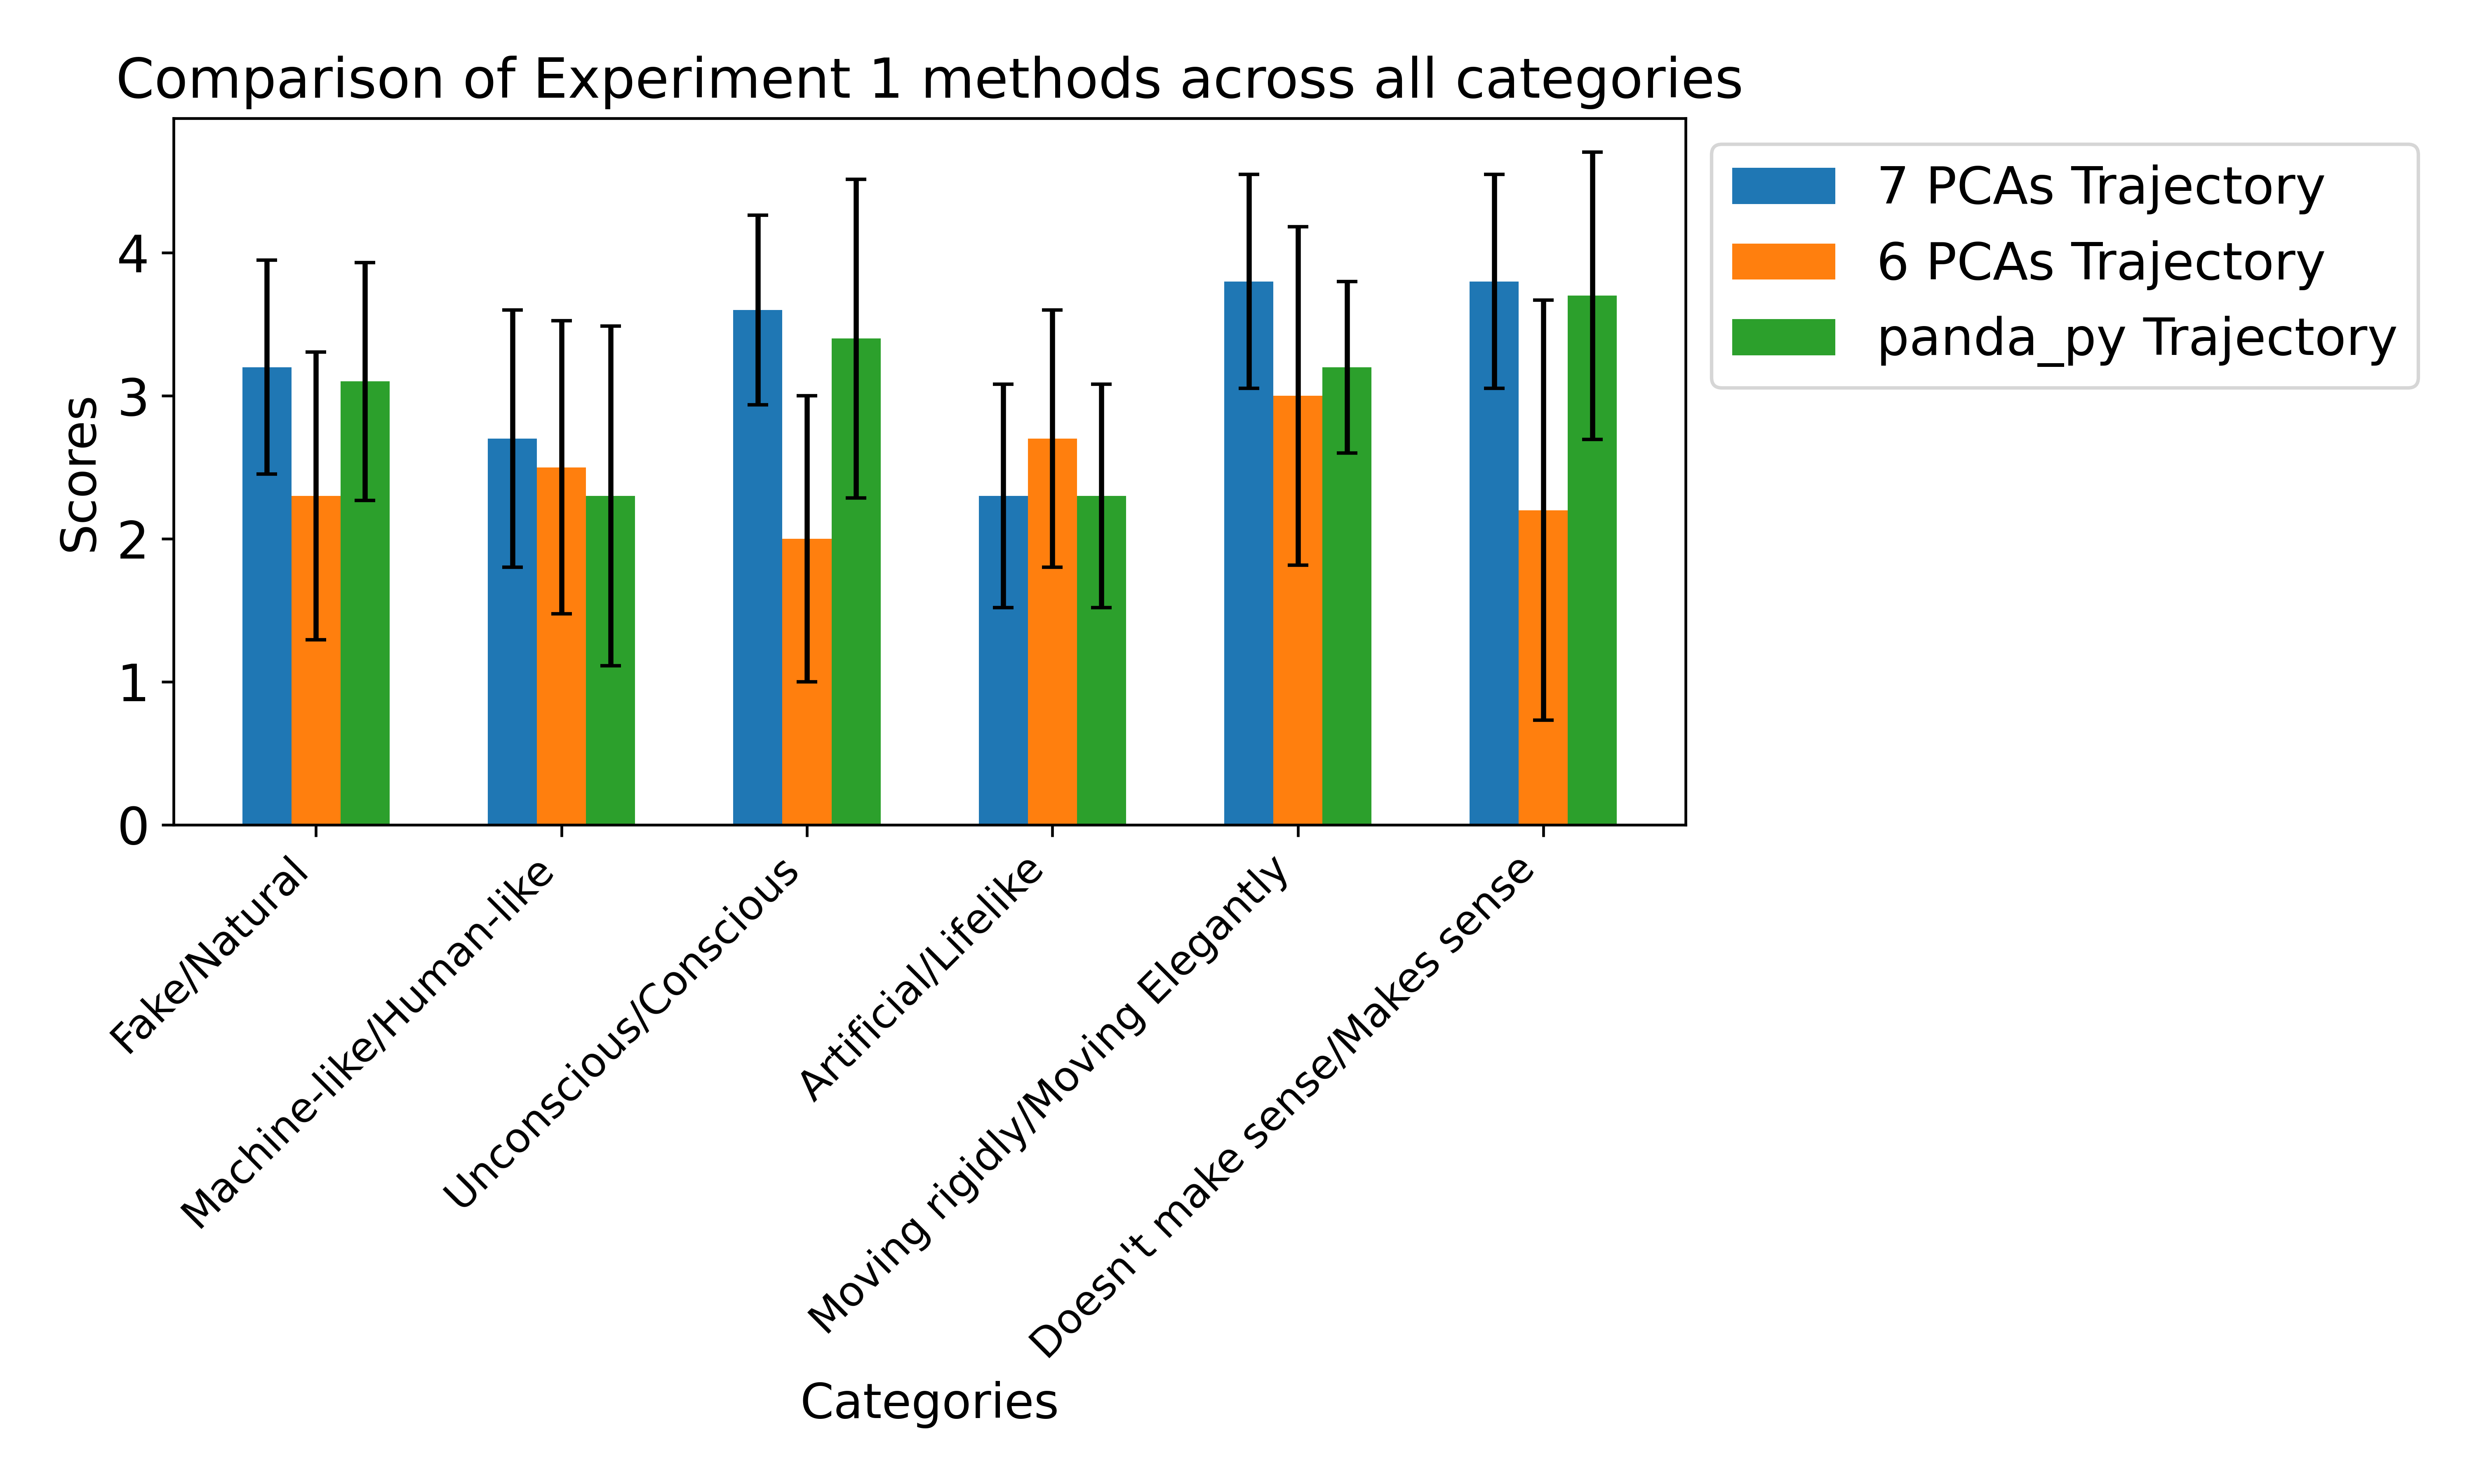 Comparison of Experiment 1 methods across all categories
7 PCAs Trajectory
6 PCAs Trajectory
panda_py Trajectory
Scores
4
3
2
1
0
Fake/Natural
Machine-like/Human-like
Unconscious/Conscious
Artificial/Lifelike
Moving rigidly/Moving Elegantly
Doesn't make sense/Makes sense
Categories